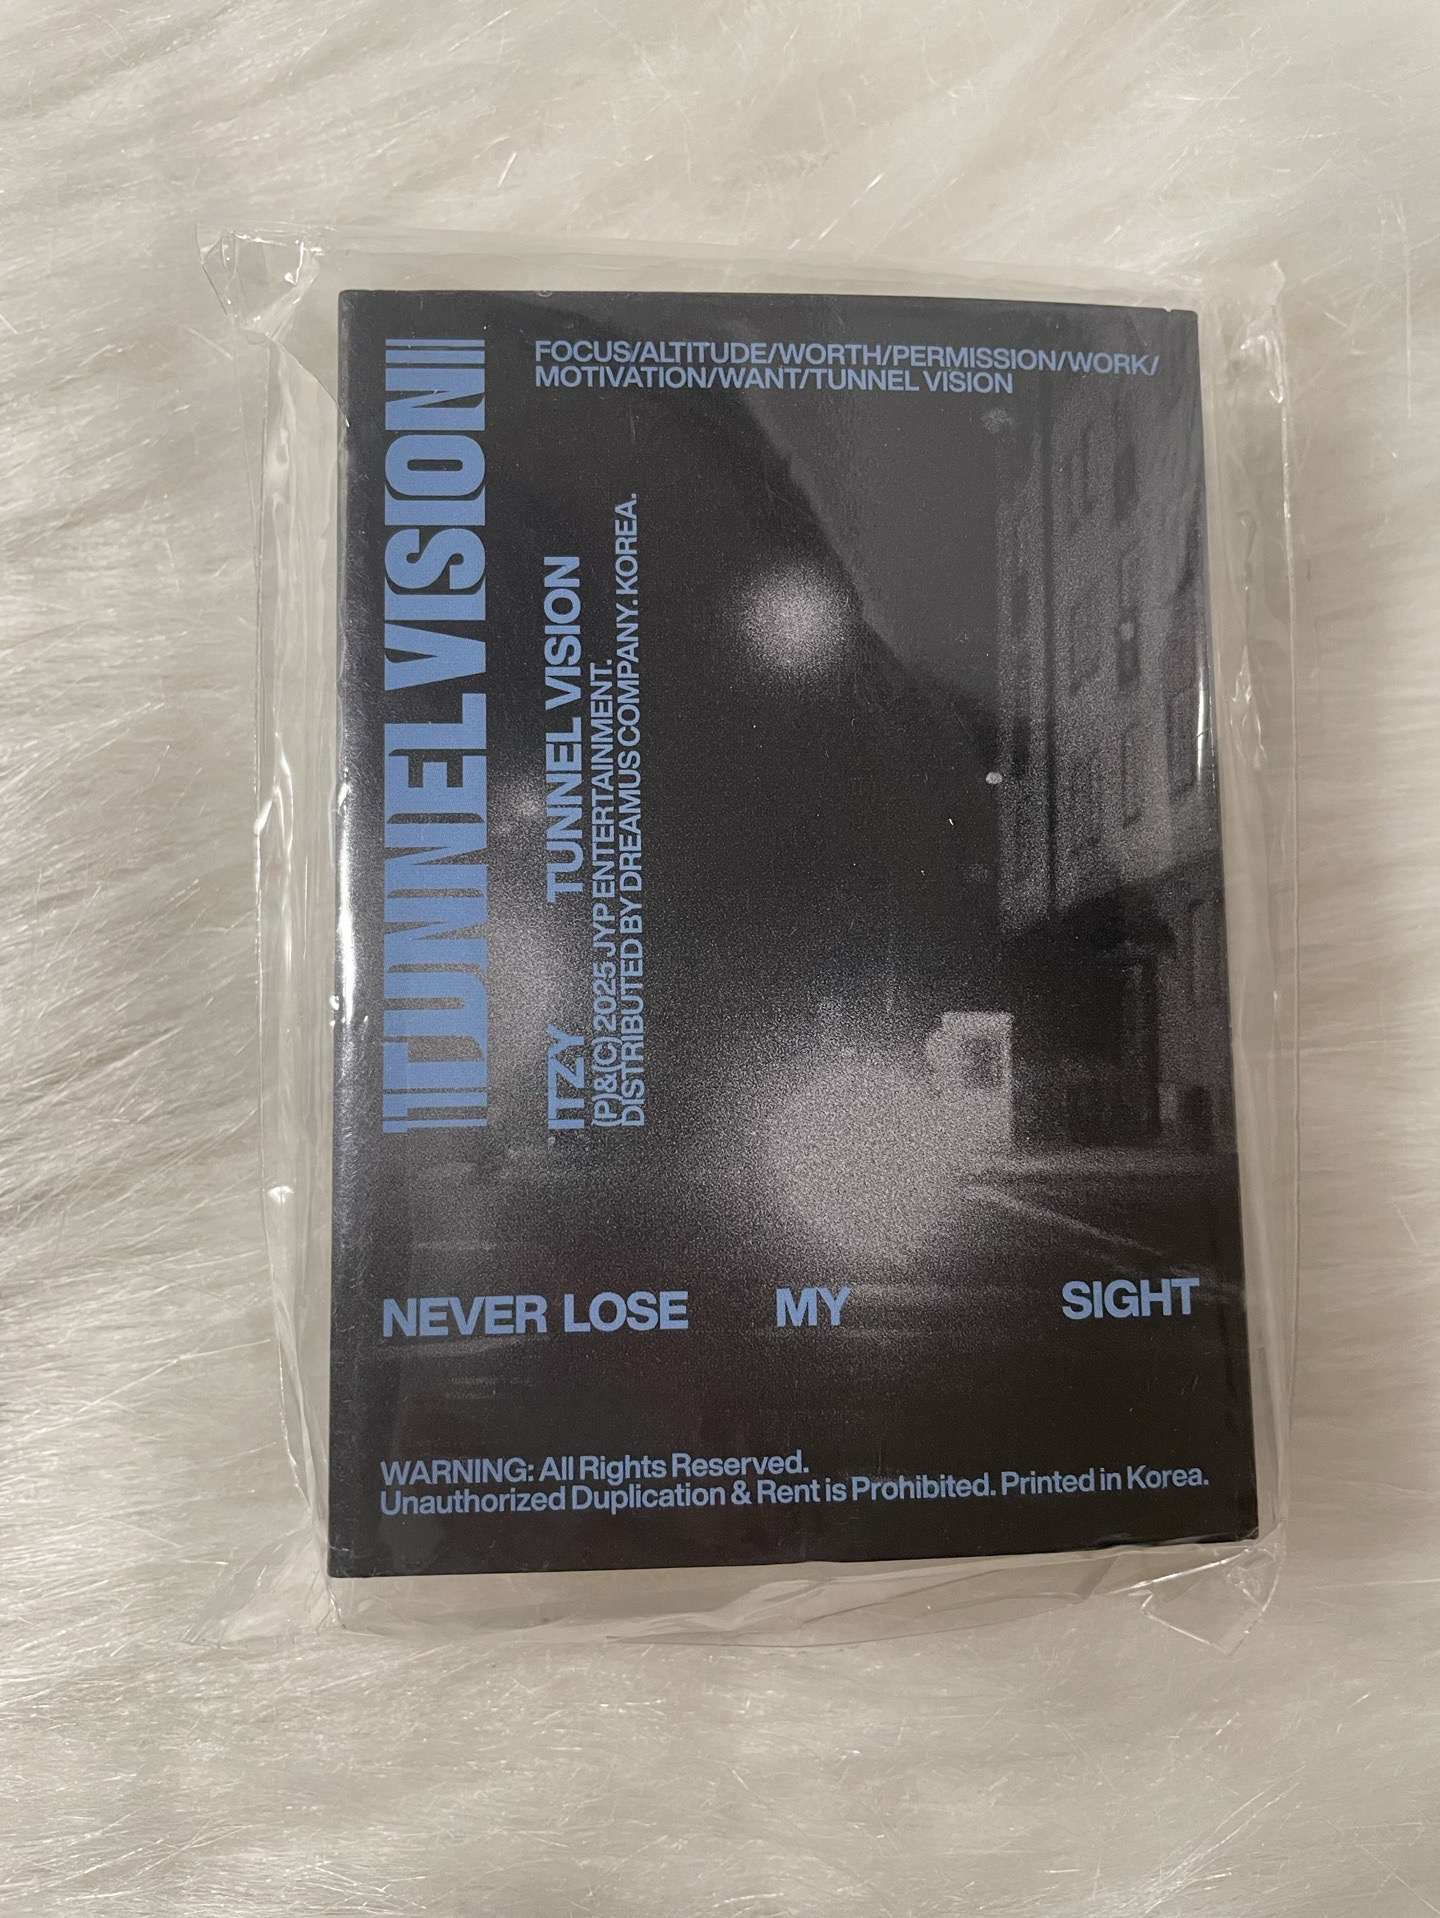 FOCUS/ALTITUDE/WORTH/PERMISSION/WORK/
MOTIVATION/WANT/TUNNEL VISION
TUNNEL VISION
ITZY TUNNEL VISION
(P)&(C) 2025 JYP ENTERTAINMENT.
DISTRIBUTED BY DREAMUS COMPANY. KOREA.
NEVER LOSE MY SIGHT
WARNING: All Rights Reserved.
Unauthorized Duplication & Rent is Prohibited. Printed in Korea.